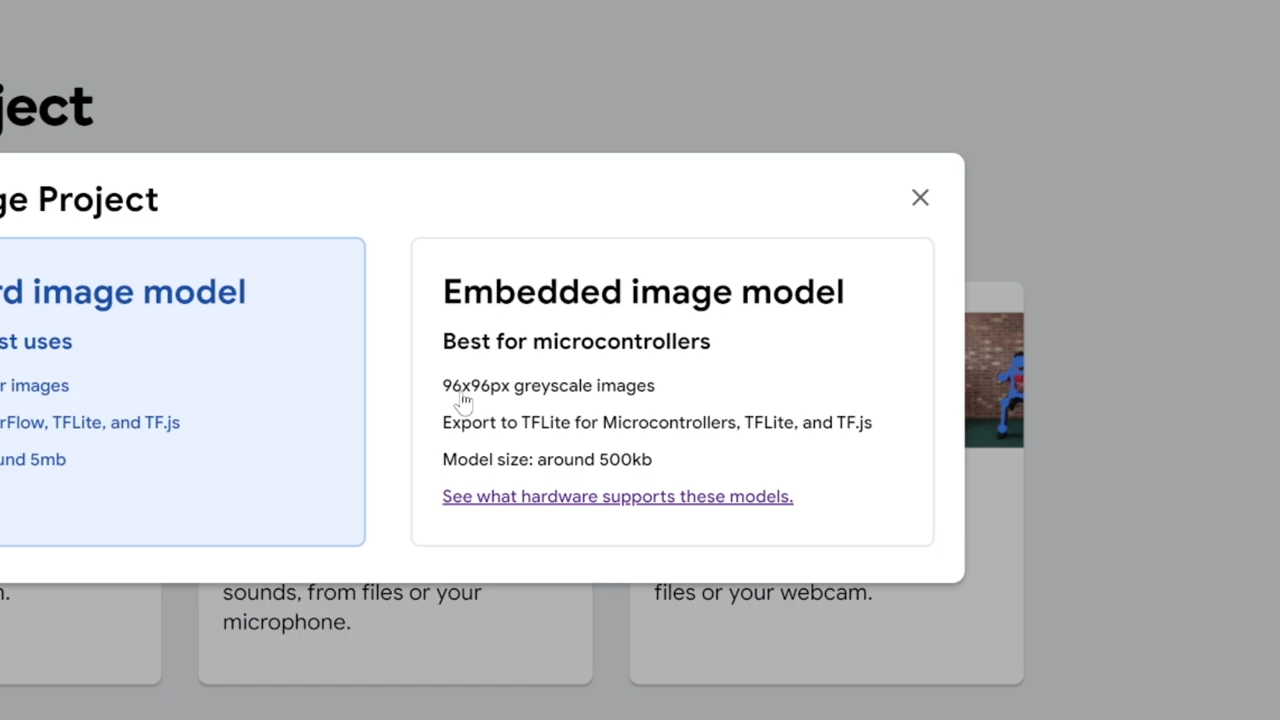 ject
ge Project
rd image model
st uses
r images
rFlow, TFLite, and TF.js
und 5mb
Embedded image model
Best for microcontrollers
96x96px greyscale images
Export to TFLite for Microcontrollers, TFLite, and TF.js
Model size: around 500kb
See what hardware supports these models.
n.
sounds, from files or your
microphone.
files or your webcam.